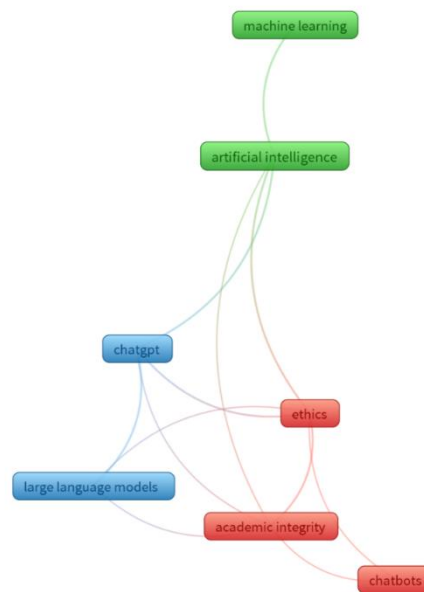 machine learning
artificial intelligence
chatgpt
ethics
large language models
academic integrity
chatbots